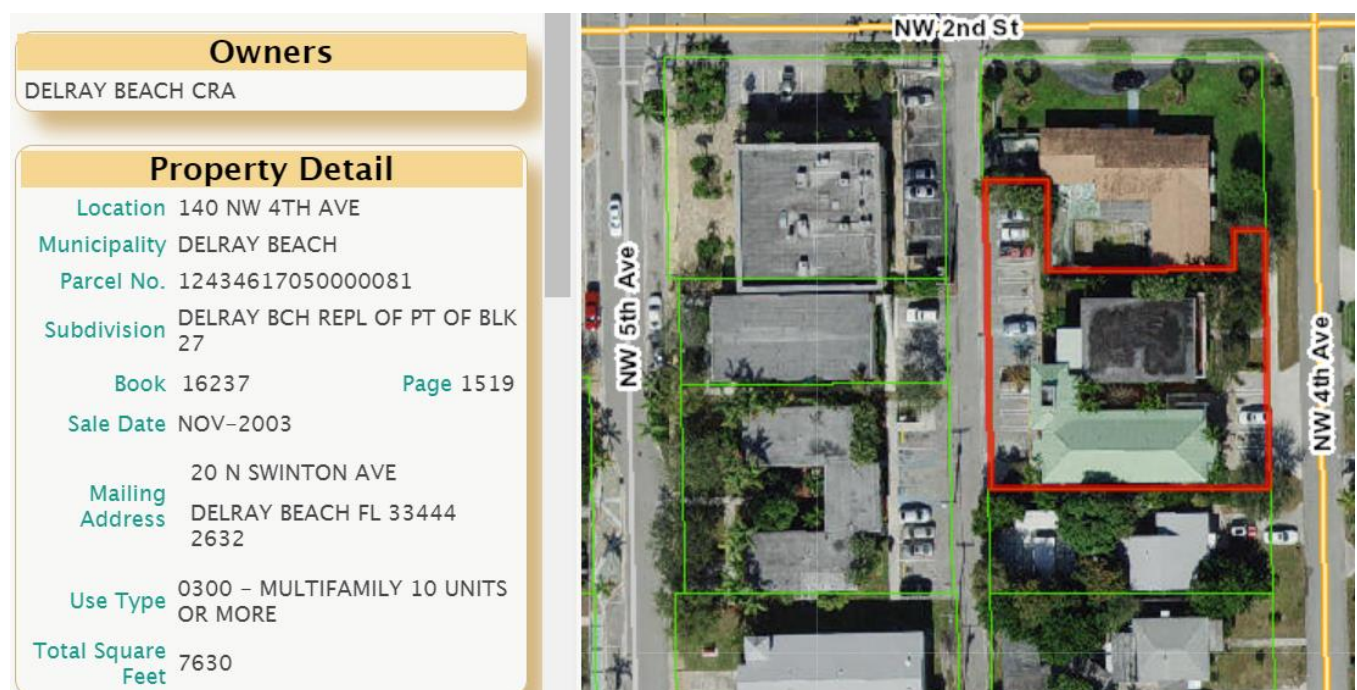 Owners
DELRAY BEACH CRA
Property Detail
Location 140 NW 4TH AVE
Municipality DELRAY BEACH
Parcel No. 12434617050000081
Subdivision DELRAY BCH REPL OF PT OF BLK
27
Book 16237 Page 1519
Sale Date NOV-2003
Mailing Address
20 N SWINTON AVE
DELRAY BEACH FL 33444
2632
Use Type 0300 - MULTIFAMILY 10 UNITS
OR MORE
Total Square
Feet 7630
NW 2nd St
NW 5th Ave
NW 4th Ave